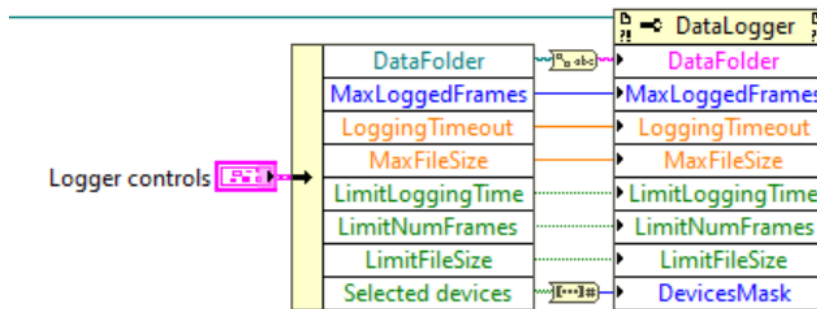 DataLogger
DataFolder DataFolder
MaxLoggedFrames MaxLoggedFrames
LoggingTimeout LoggingTimeout
MaxFileSize MaxFileSize
Logger controls
LimitLoggingTime LimitLoggingTime
LimitNumFrames LimitNumFrames
LimitFileSize LimitFileSize
Selected devices [...]# DevicesMask